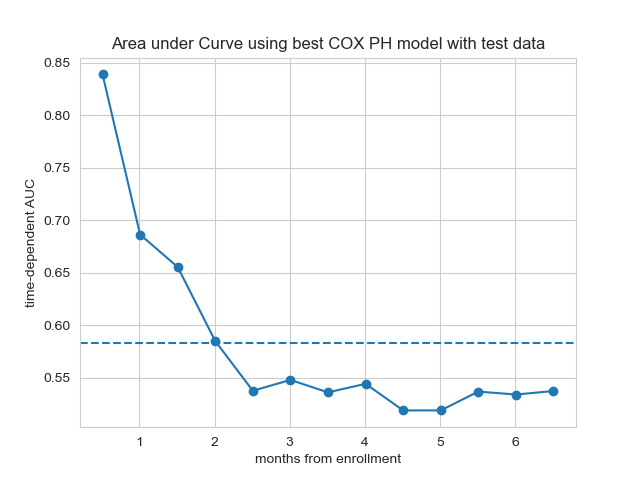 Area under Curve using best COX PH model with test data
0.85
0.80
0.75
0.70
0.65
0.60
0.55
time-dependent AUC
1 2 3 4 5 6
months from enrollment